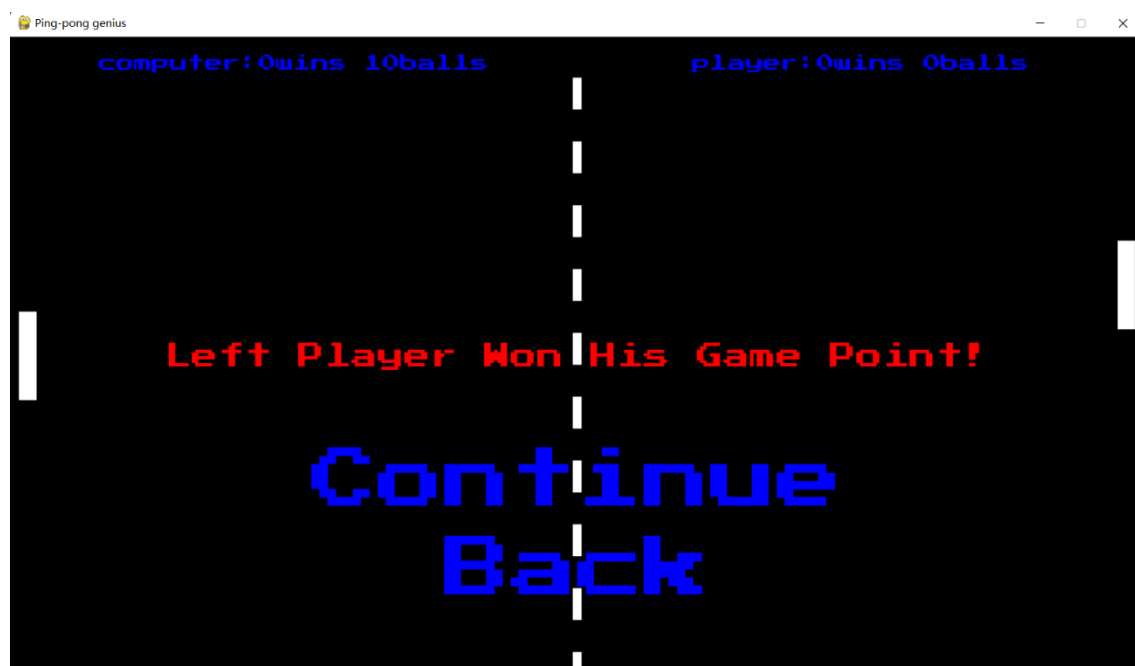 Ping-pong genius
computer:0wins 10balls
player:0wins 0balls
Left Player Won His Game Point!
Continue
Back